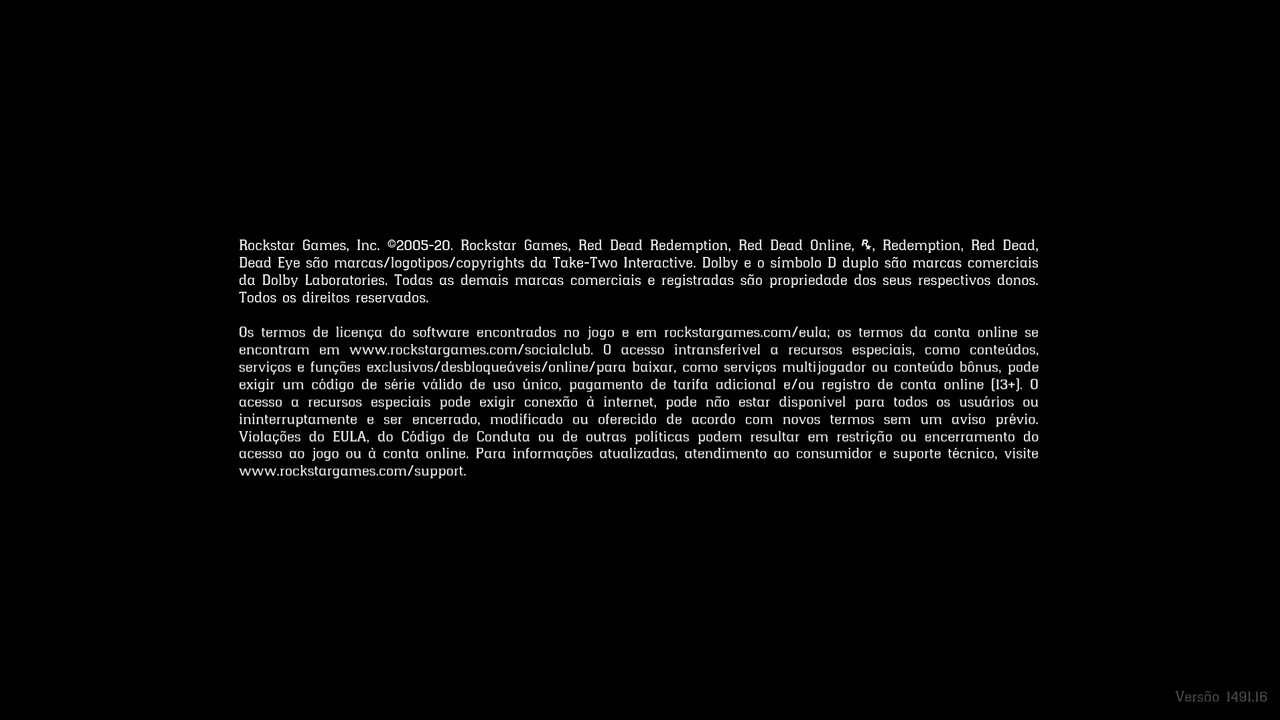 Rockstar Games, Inc. ©2005-20. Rockstar Games, Red Dead Redemption, Red Dead Online, R★, Redemption, Red Dead,
Dead Eye são marcas/logotipos/copyrights da Take-Two Interactive. Dolby e o símbolo D duplo são marcas comerciais
da Dolby Laboratories. Todas as demais marcas comerciais e registradas são propriedade dos seus respectivos donos.
Todos os direitos reservados.
Os termos de licença do software encontrados no jogo e em rockstargames.com/eula; os termos da conta online se
encontram em www.rockstargames.com/socialclub. O acesso intransferível a recursos especiais, como conteúdos,
serviços e funções exclusivos/desbloqueáveis/online/para baixar, como serviços multijogador ou conteúdo bônus, pode
exigir um código de série válido de uso único, pagamento de tarifa adicional e/ou registro de conta online (13+). O
acesso a recursos especiais pode exigir conexão à internet, pode não estar disponível para todos os usuários ou
ininterruptamente e ser encerrado, modificado ou oferecido de acordo com novos termos sem um aviso prévio.
Violações do EULA, do Código de Conduta ou de outras políticas podem resultar em restrição ou encerramento do
acesso ao jogo ou à conta online. Para informações atualizadas, atendimento ao consumidor e suporte técnico, visite
www.rockstargames.com/support.
Versão 1491.16